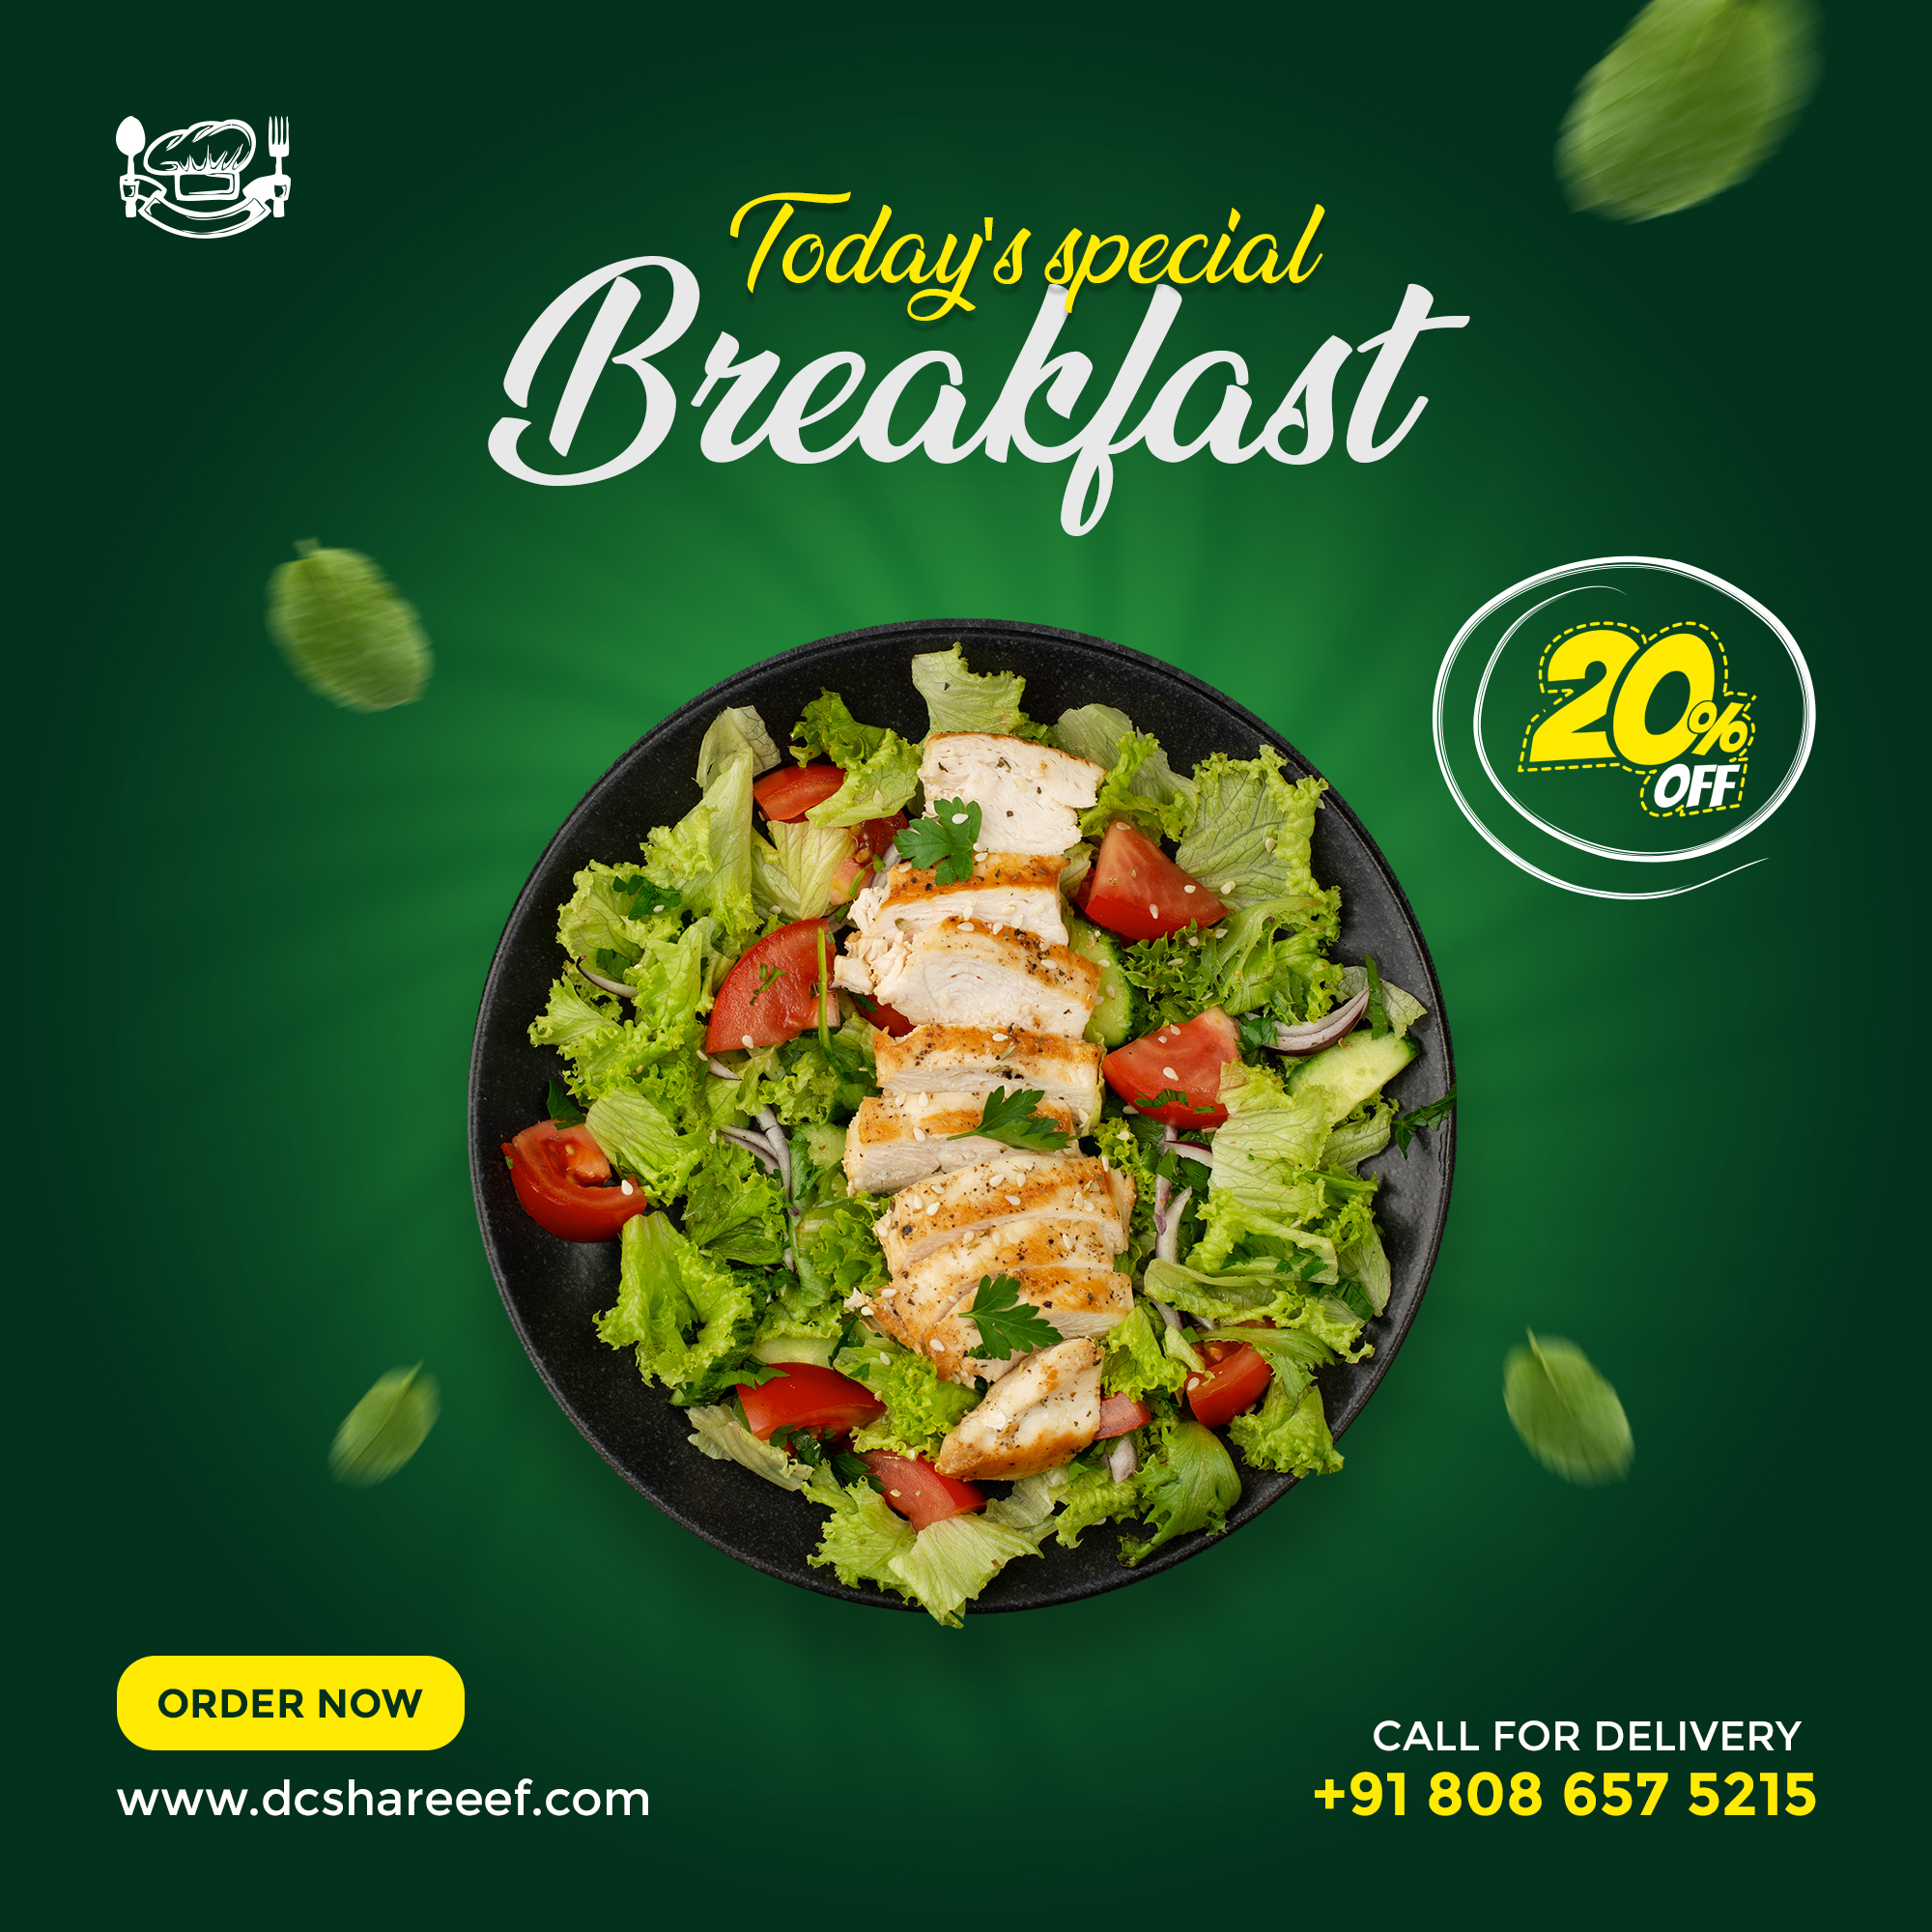 Today's special
Breakfast
20%
OFF
ORDER NOW
www.dcshareeef.com
CALL FOR DELIVERY
+91 808 657 5215